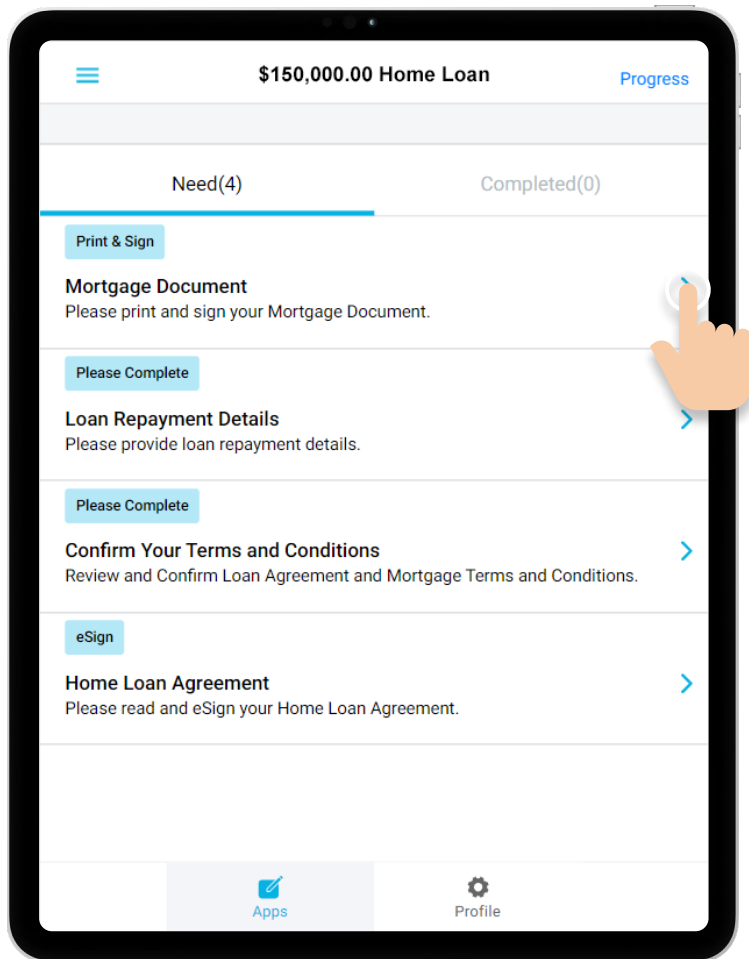 $150,000.00 Home Loan
Progress
Need(4)
Completed(0)
Print & Sign
Mortgage Document
Please print and sign your Mortgage Document.
Please Complete
Loan Repayment Details
Please provide loan repayment details.
Please Complete
Confirm Your Terms and Conditions
Review and Confirm Loan Agreement and Mortgage Terms and Conditions.
eSign
Home Loan Agreement
Please read and eSign your Home Loan Agreement.
Apps
Profile